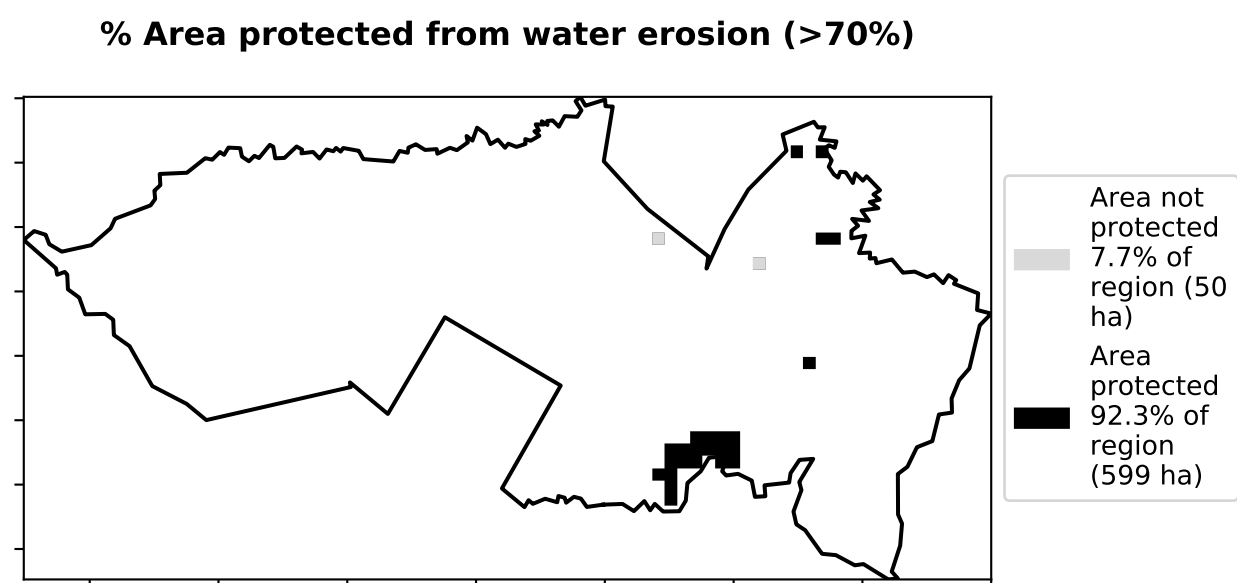 % Area protected from water erosion (>70%)
Area not
protected
7.7% of
region (50
ha)
Area
protected
92.3% of
region
(599 ha)